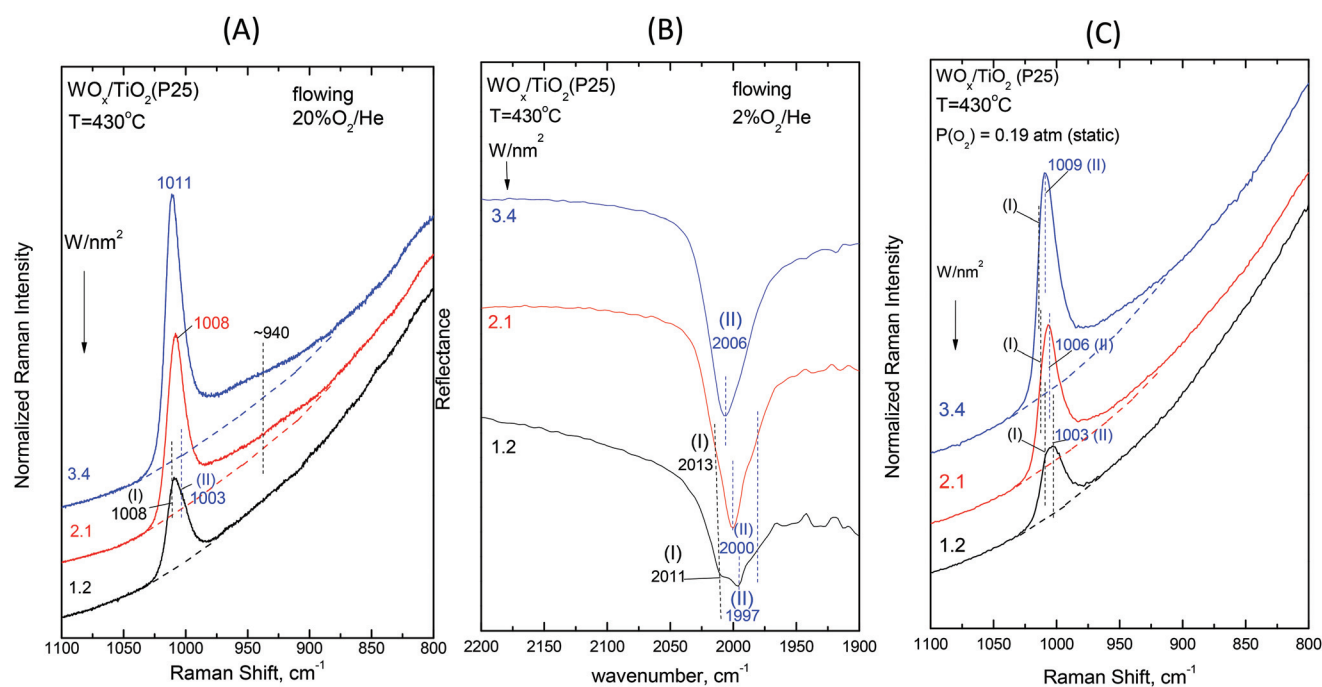 (A)
WOₓ/TiO₂(P25)
T=430°C
flowing
20%O₂/He
1011
W/nm²
1008
~940
3.4
(I)
1008
(II)
1003
2.1
1.2
1100 1050 1000 950 900 850 800
Raman Shift, cm⁻¹
Normalized Raman Intensity
(B)
WOₓ/TiO₂(P25)
T=430°C
flowing
2%O₂/He
W/nm²
3.4
(II)
2006
2.1
(I)
2013
1.2
(II)
2000
(I)
2011
(II)
1997
2200 2150 2100 2050 2000 1950 1900
wavenumber, cm⁻¹
Reflectance
(C)
WOₓ/TiO₂ (P25)
T=430°C
P(O₂) = 0.19 atm (static)
1009 (II)
(I)
W/nm²
(I)
1006 (II)
3.4
(I)
1003 (II)
2.1
1.2
1100 1050 1000 950 900 850 800
Raman Shift, cm⁻¹
Normalized Raman Intensity